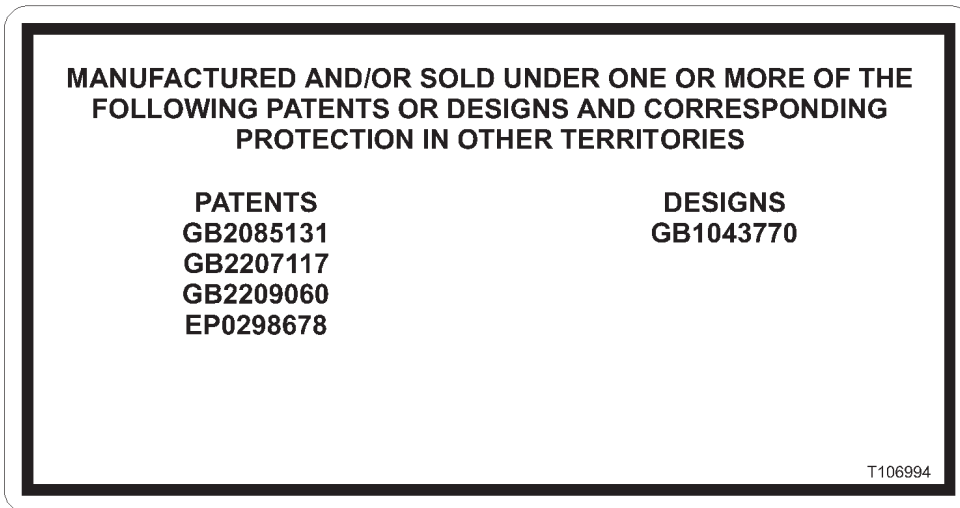 MANUFACTURED AND/OR SOLD UNDER ONE OR MORE OF THE
FOLLOWING PATENTS OR DESIGNS AND CORRESPONDING
PROTECTION IN OTHER TERRITORIES
PATENTS
GB2085131
GB2207117
GB2209060
EP0298678
DESIGNS
GB1043770
T106994